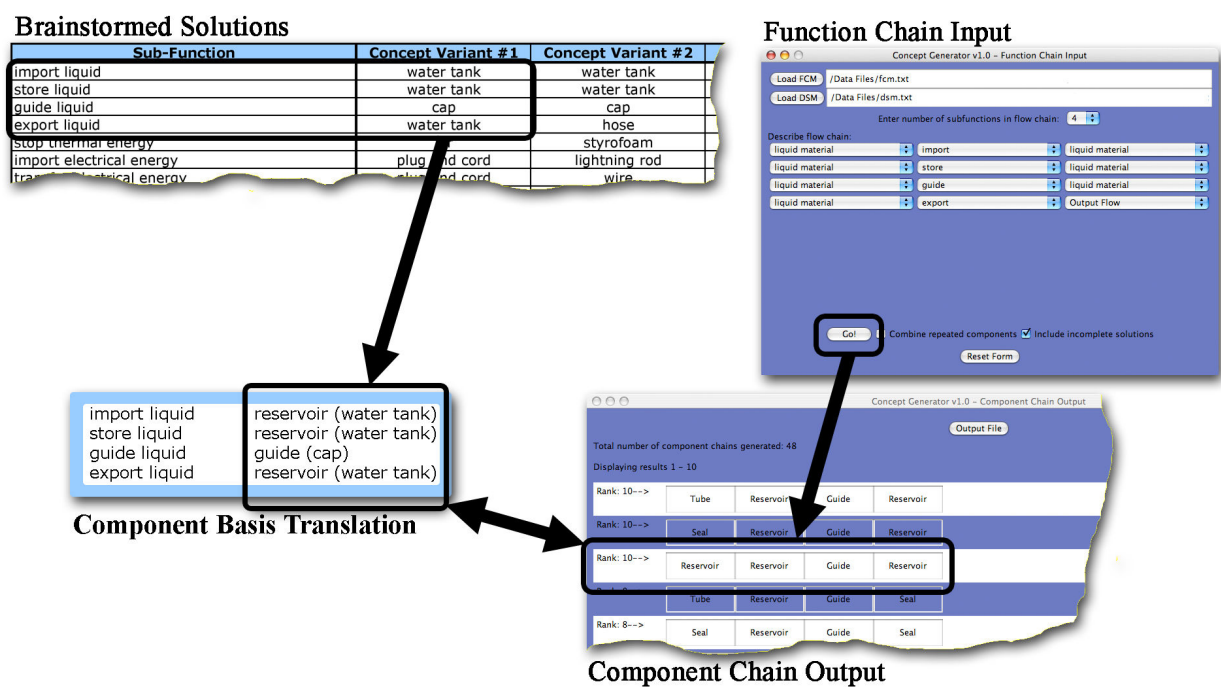 Brainstormed Solutions
Sub-Function Concept Variant #1 Concept Variant #2
import liquid water tank water tank
store liquid water tank water tank
guide liquid cap cap
export liquid water tank hose
stop thermal energy styrofoam
import electrical energy plug and cord lightning rod
electrical energy plug and cord wire
Function Chain Input
Concept Generator v1.0 – Function Chain Input
Load FCM /Data Files/fcm.txt
Load DSM /Data Files/dsm.txt
Enter number of subfunctions in flow chain: 4
Describe flow chain:
liquid material import liquid material
liquid material store liquid material
liquid material guide liquid material
liquid material export Output Flow
Go! Combine repeated components Include incomplete solutions
Reset Form
import liquid reservoir (water tank)
store liquid reservoir (water tank)
guide liquid guide (cap)
export liquid reservoir (water tank)
Component Basis Translation
Concept Generator v1.0 – Component Chain Output
Output File
Total number of component chains generated: 48
Displaying results 1 – 10
Rank: 10--> Tube Reservoir Guide Reservoir
Rank: 10--> Seal Reservoir Guide Reservoir
Rank: 10--> Reservoir Reservoir Guide Reservoir
Tube Reservoir Guide Seal
Rank: 8--> Seal Reservoir Guide Seal
Component Chain Output